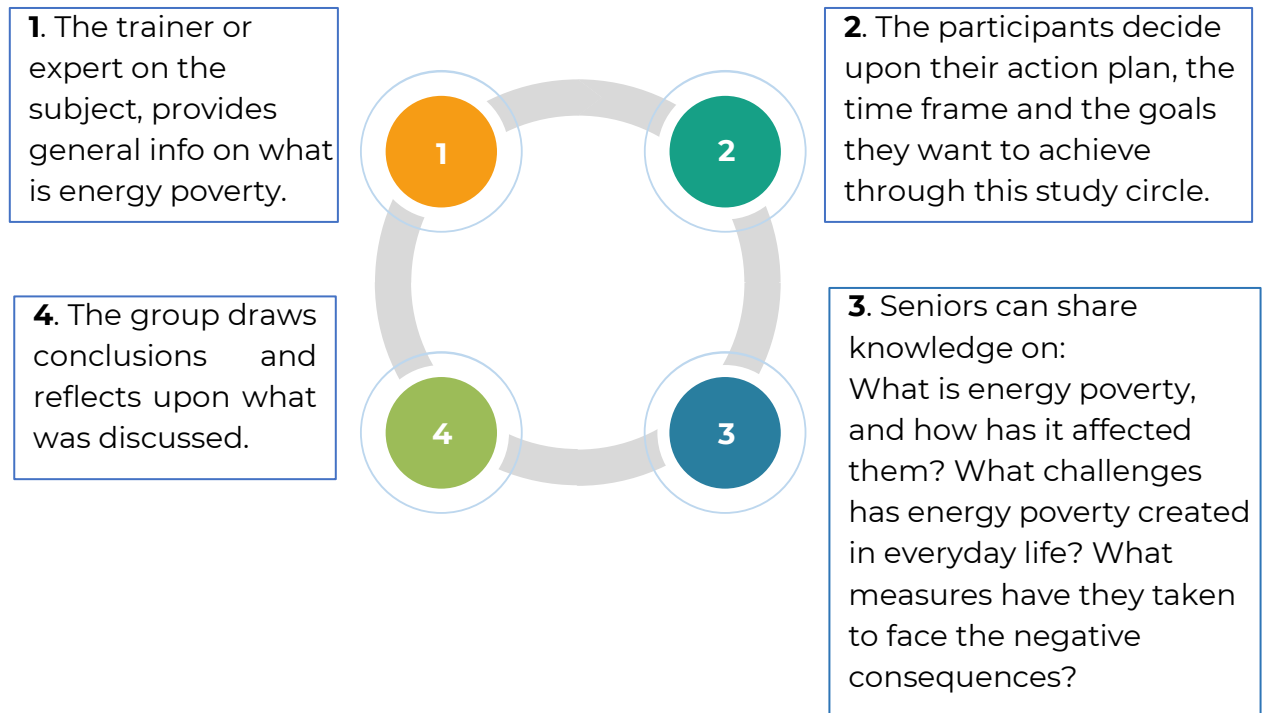 1. The trainer or
expert on the
subject, provides
general info on what
is energy poverty.
2. The participants decide
upon their action plan, the
time frame and the goals
they want to achieve
through this study circle.
1
2
4
3
4. The group draws
conclusions and
reflects upon what
was discussed.
3. Seniors can share
knowledge on:
What is energy poverty,
and how has it affected
them? What challenges
has energy poverty created
in everyday life? What
measures have they taken
to face the negative
consequences?